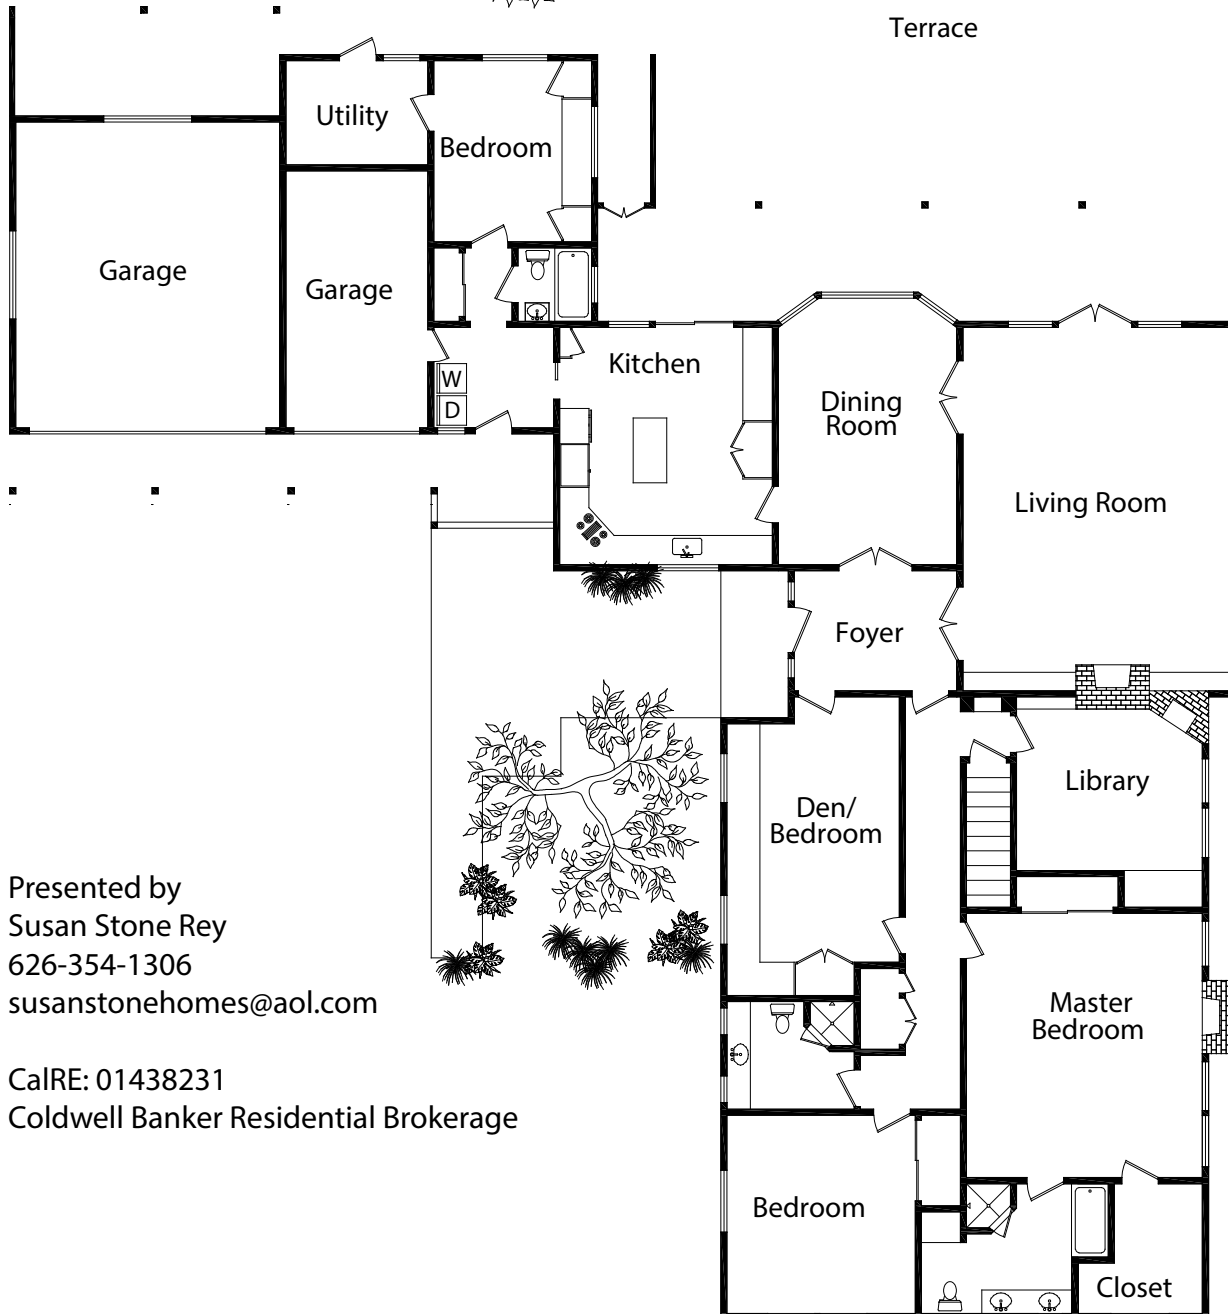 Terrace
Utility
Bedroom
Garage
Garage
Kitchen
W
D
Dining
Room
Living Room
Foyer
Library
Den/
Bedroom
Presented by
Susan Stone Rey
626-354-1306
susanstonehomes@aol.com
CalRE: 01438231
Coldwell Banker Residential Brokerage
Master
Bedroom
Bedroom
Closet